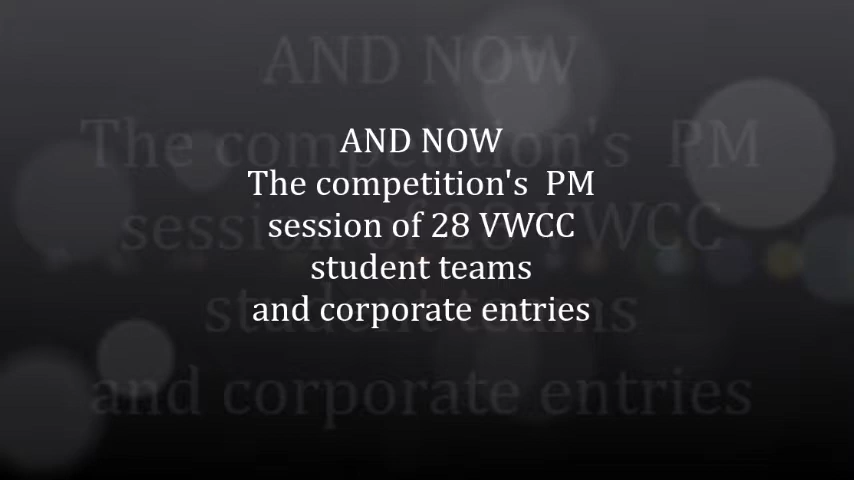 AND NOW
The competition's  PM
session of 28 VWCC
student teams
and corporate entries